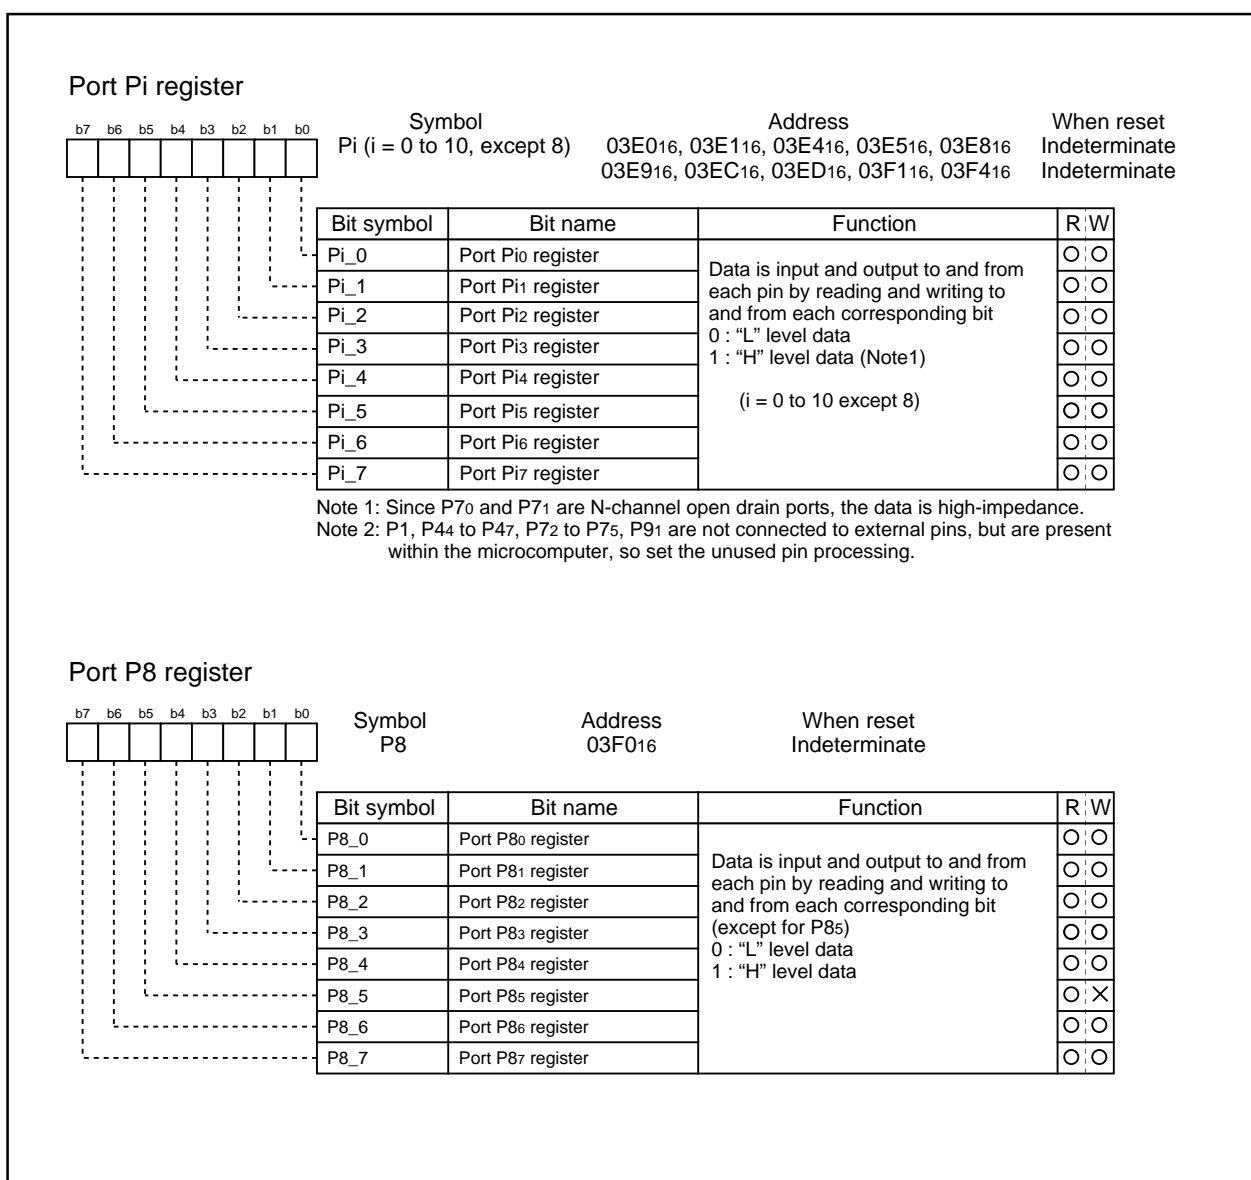 Port Pi register
b7 b6 b5 b4 b3 b2 b1 b0
Symbol Address When reset
Pi (i = 0 to 10, except 8) 03E016, 03E116, 03E416, 03E516, 03E816 Indeterminate
03E916, 03EC16, 03ED16, 03F116, 03F416 Indeterminate
Bit symbol Bit name Function R W
Pi_0 Port Pi0 register
Pi_1 Port Pi1 register
Pi_2 Port Pi2 register
Pi_3 Port Pi3 register
Pi_4 Port Pi4 register
Pi_5 Port Pi5 register
Pi_6 Port Pi6 register
Pi_7 Port Pi7 register
Data is input and output to and from
each pin by reading and writing to
and from each corresponding bit
0 : “L” level data
1 : “H” level data (Note1)
(i = 0 to 10 except 8)
Note 1: Since P70 and P71 are N-channel open drain ports, the data is high-impedance.
Note 2: P1, P44 to P47, P72 to P75, P91 are not connected to external pins, but are present
within the microcomputer, so set the unused pin processing.
Port P8 register
b7 b6 b5 b4 b3 b2 b1 b0
Symbol Address When reset
P8 03F016 Indeterminate
Bit symbol Bit name Function R W
P8_0 Port P80 register
P8_1 Port P81 register
P8_2 Port P82 register
P8_3 Port P83 register
P8_4 Port P84 register
P8_5 Port P85 register
P8_6 Port P86 register
P8_7 Port P87 register
Data is input and output to and from
each pin by reading and writing to
and from each corresponding bit
(except for P85)
0 : “L” level data
1 : “H” level data